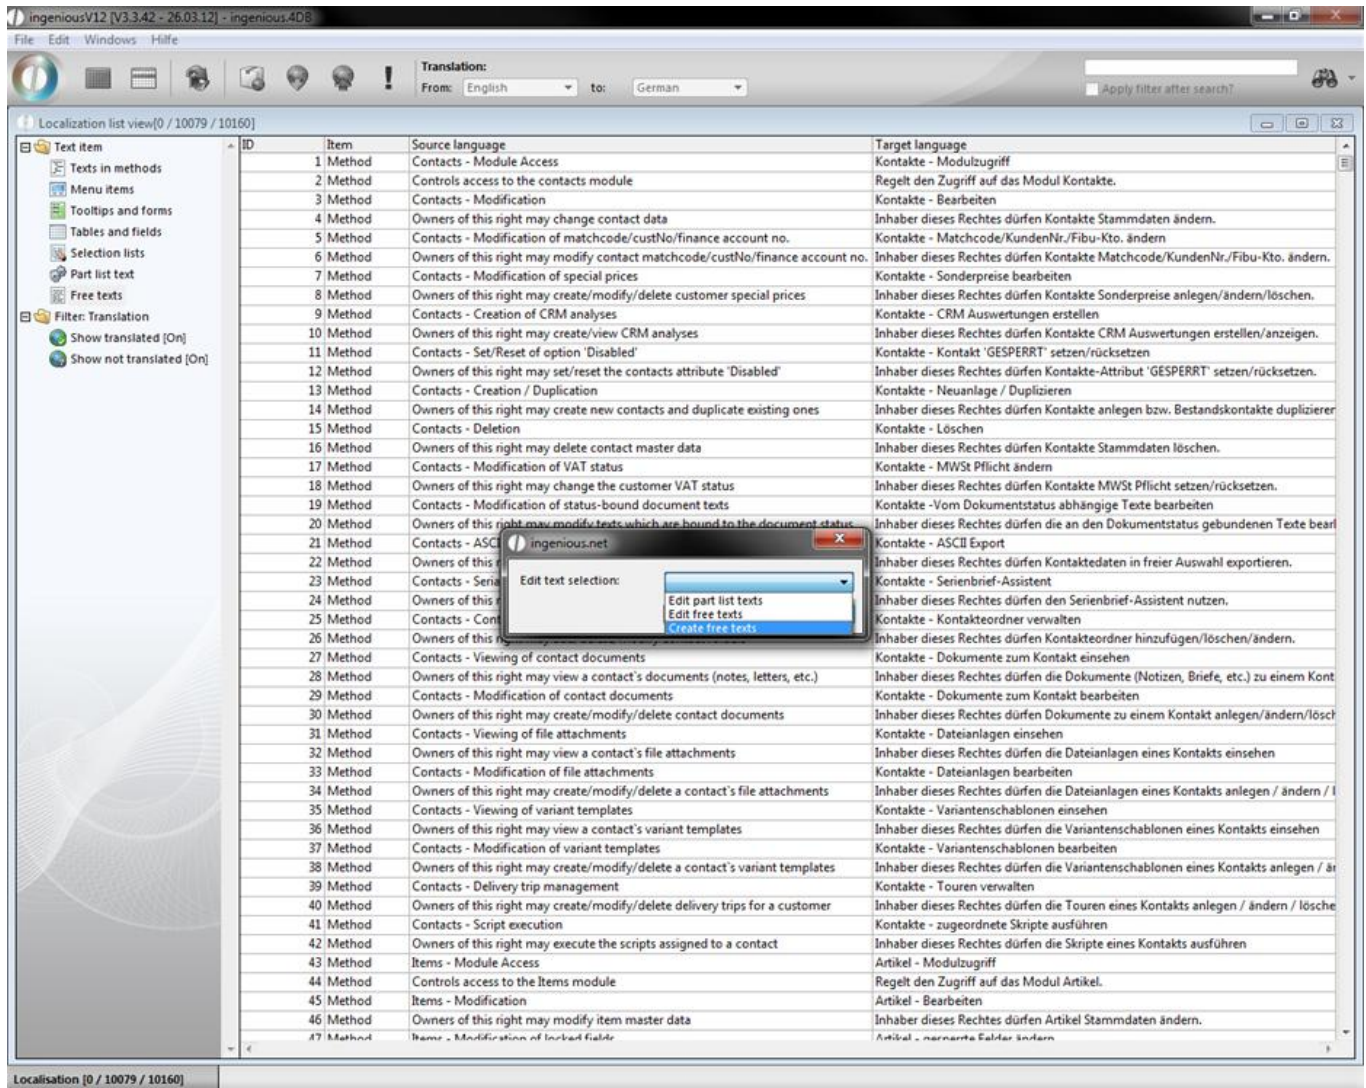 ingeniousV12 [V3.3.42 - 26.03.12] - ingenious.4DB
File Edit Windows Hilfe
Translation:
From: English to: German
Apply filter after search?
Localization list view[0 / 10079 / 10160]
Text item
Texts in methods
Menu items
Tooltips and forms
Tables and fields
Selection lists
Part list text
Free texts
Filter: Translation
Show translated [On]
Show not translated [On]
ID Item Source language Target language
1 Method Contacts - Module Access Kontakte - Modulzugriff
2 Method Controls access to the contacts module Regelt den Zugriff auf das Modul Kontakte.
3 Method Contacts - Modification Kontakte - Bearbeiten
4 Method Owners of this right may change contact data Inhaber dieses Rechtes dürfen Kontakte Stammdaten ändern.
5 Method Contacts - Modification of matchcode/custNo/finance account no. Kontakte - Matchcode/KundenNr./Fibu-Kto. ändern
6 Method Owners of this right may modify contact matchcode/custNo/finance account no. Inhaber dieses Rechtes dürfen Kontakte Matchcode/KundenNr./Fibu-Kto. ändern.
7 Method Contacts - Modification of special prices Kontakte - Sonderpreise bearbeiten
8 Method Owners of this right may create/modify/delete customer special prices Inhaber dieses Rechtes dürfen Kontakte Sonderpreise anlegen/ändern/löschen.
9 Method Contacts - Creation of CRM analyses Kontakte - CRM Auswertungen erstellen
10 Method Owners of this right may create/view CRM analyses Inhaber dieses Rechtes dürfen Kontakte CRM Auswertungen erstellen/anzeigen.
11 Method Contacts - Set/Reset of option 'Disabled' Kontakte - Kontakt 'GESPERRT' setzen/rücksetzen
12 Method Owners of this right may set/reset the contacts attribute 'Disabled' Inhaber dieses Rechtes dürfen Kontakte-Attribut 'GESPERRT' setzen/rücksetzen.
13 Method Contacts - Creation / Duplication Kontakte - Neuanlage / Duplizieren
14 Method Owners of this right may create new contacts and duplicate existing ones Inhaber dieses Rechtes dürfen Kontakte anlegen bzw. Bestandskontakte duplizieren
15 Method Contacts - Deletion Kontakte - Löschen
16 Method Owners of this right may delete contact master data Inhaber dieses Rechtes dürfen Kontakte Stammdaten löschen.
17 Method Contacts - Modification of VAT status Kontakte - MWSt Pflicht ändern
18 Method Owners of this right may change the customer VAT status Inhaber dieses Rechtes dürfen Kontakte MWSt Pflicht setzen/rücksetzen.
19 Method Contacts - Modification of status-bound document texts Kontakte -Vom Dokumentstatus abhängige Texte bearbeiten
20 Method Owners of this right may modify texts which are bound to the document status Inhaber dieses Rechtes dürfen die an den Dokumentstatus gebundenen Texte bearl
21 Method Contacts - ASCI Kontakte - ASCII Export
22 Method Owners of this r Inhaber dieses Rechtes dürfen Kontaktedaten in freier Auswahl exportieren.
23 Method Contacts - Seria Kontakte - Serienbrief-Assistent
24 Method Owners of this r Inhaber dieses Rechtes dürfen den Serienbrief-Assistent nutzen.
25 Method Contacts - Cont Kontakte - Kontakteordner verwalten
26 Method Owners of this Inhaber dieses Rechtes dürfen Kontakteordner hinzufügen/löschen/ändern.
27 Method Contacts - Viewing of contact documents Kontakte - Dokumente zum Kontakt einsehen
28 Method Owners of this right may view a contact`s documents (notes, letters, etc.) Inhaber dieses Rechtes dürfen die Dokumente (Notizen, Briefe, etc.) zu einem Kont
29 Method Contacts - Modification of contact documents Kontakte - Dokumente zum Kontakt bearbeiten
30 Method Owners of this right may create/modify/delete contact documents Inhaber dieses Rechtes dürfen Dokumente zu einem Kontakt anlegen/ändern/lösch
31 Method Contacts - Viewing of file attachments Kontakte - Dateianlagen einsehen
32 Method Owners of this right may view a contact`s file attachments Inhaber dieses Rechtes dürfen die Dateianlagen eines Kontakts einsehen
33 Method Contacts - Modification of file attachments Kontakte - Dateianlagen bearbeiten
34 Method Owners of this right may create/modify/delete a contact`s file attachments Inhaber dieses Rechtes dürfen die Dateianlagen eines Kontakts anlegen / ändern / l
35 Method Contacts - Viewing of variant templates Kontakte - Variantenschablonen einsehen
36 Method Owners of this right may view a contact`s variant templates Inhaber dieses Rechtes dürfen die Variantenschablonen eines Kontakts einsehen
37 Method Contacts - Modification of variant templates Kontakte - Variantenschablonen bearbeiten
38 Method Owners of this right may create/modify/delete a contact`s variant templates Inhaber dieses Rechtes dürfen die Variantenschablonen eines Kontakts anlegen / är
39 Method Contacts - Delivery trip management Kontakte - Touren verwalten
40 Method Owners of this right may create/modify/delete delivery trips for a customer Inhaber dieses Rechtes dürfen die Touren eines Kontakts anlegen / ändern / lösche
41 Method Contacts - Script execution Kontakte - zugeordnete Skripte ausführen
42 Method Owners of this right may execute the scripts assigned to a contact Inhaber dieses Rechtes dürfen die Skripte eines Kontakts ausführen
43 Method Items - Module Access Artikel - Modulzugriff
44 Method Controls access to the Items module Regelt den Zugriff auf das Modul Artikel.
45 Method Items - Modification Artikel - Bearbeiten
46 Method Owners of this right may modify item master data Inhaber dieses Rechtes dürfen Artikel Stammdaten ändern.
47 Method Items - Modification of locked fields Artikel - gesperrte Felder ändern
ingenious.net
Edit text selection:
Edit part list texts
Edit free texts
Create free texts
Localisation [0 / 10079 / 10160]